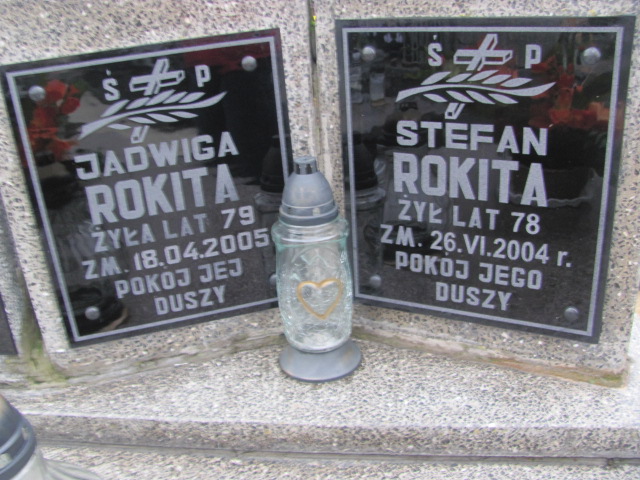 Ś P
JADWIGA
ROKITA
ŻYŁA LAT 79
ZM. 18.04.2005
POKÓJ JEJ
DUSZY
Ś P
STEFAN
ROKITA
ŻYŁ LAT 78
ZM. 26.VI.2004 r.
POKÓJ JEGO
DUSZY